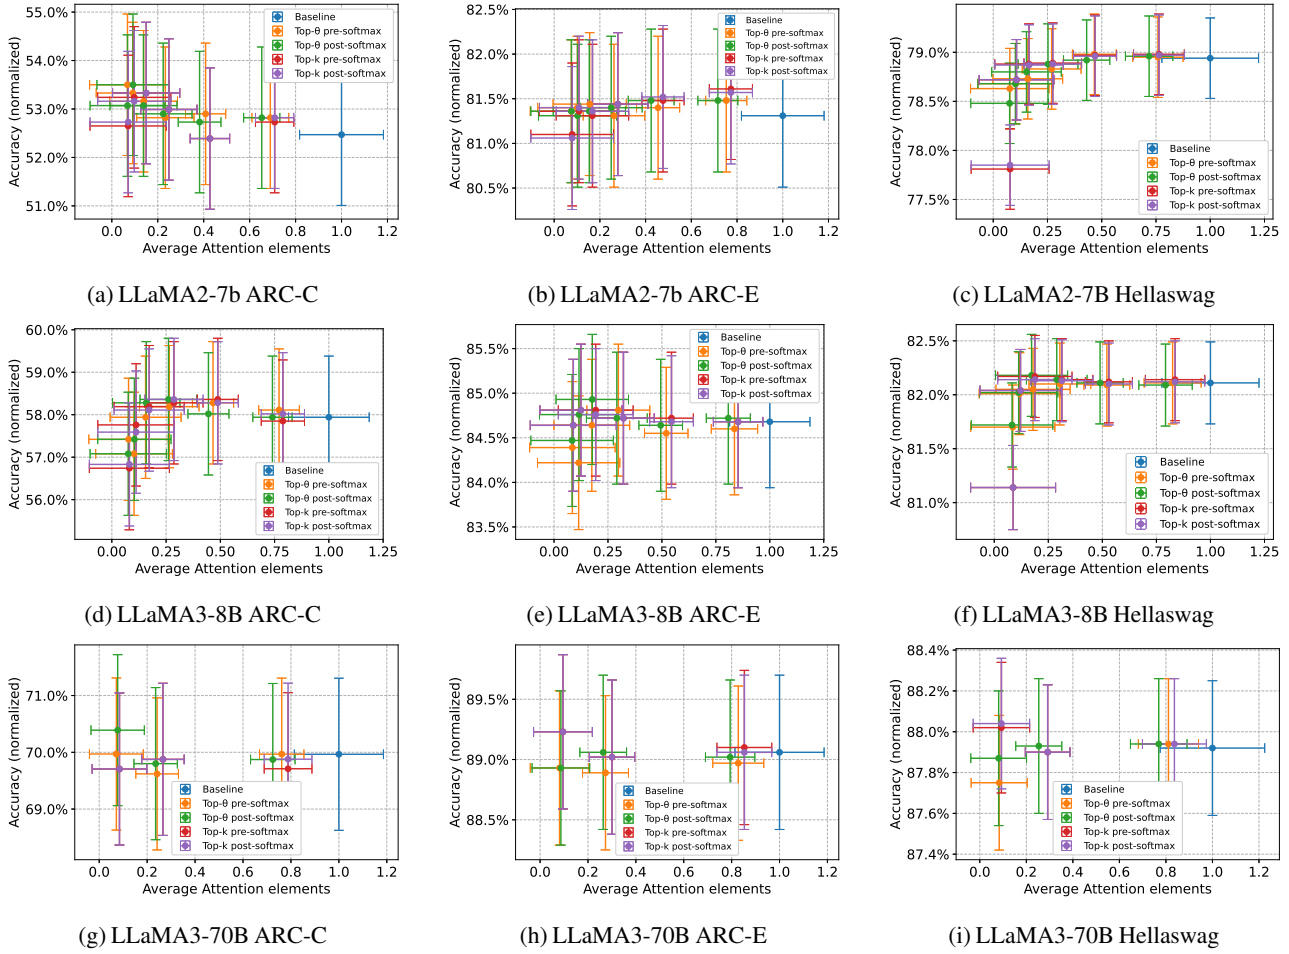 Accuracy (normalized)
55.0%
54.0%
53.0%
52.0%
51.0%
0.0 0.2 0.4 0.6 0.8 1.0 1.2
Average Attention elements
Baseline
Top-θ pre-softmax
Top-θ post-softmax
Top-k pre-softmax
Top-k post-softmax
(a) LLaMA2-7b ARC-C
Accuracy (normalized)
82.5%
82.0%
81.5%
81.0%
80.5%
0.0 0.2 0.4 0.6 0.8 1.0 1.2
Average Attention elements
Baseline
Top-θ pre-softmax
Top-θ post-softmax
Top-k pre-softmax
Top-k post-softmax
(b) LLaMA2-7b ARC-E
Accuracy (normalized)
79.0%
78.5%
78.0%
77.5%
0.00 0.25 0.50 0.75 1.00 1.25
Average Attention elements
Baseline
Top-θ pre-softmax
Top-θ post-softmax
Top-k pre-softmax
Top-k post-softmax
(c) LLaMA2-7B Hellaswag
Accuracy (normalized)
60.0%
59.0%
58.0%
57.0%
56.0%
0.00 0.25 0.50 0.75 1.00 1.25
Average Attention elements
Baseline
Top-θ pre-softmax
Top-θ post-softmax
Top-k pre-softmax
Top-k post-softmax
(d) LLaMA3-8B ARC-C
Accuracy (normalized)
85.5%
85.0%
84.5%
84.0%
83.5%
0.00 0.25 0.50 0.75 1.00 1.25
Average Attention elements
Baseline
Top-θ pre-softmax
Top-θ post-softmax
Top-k pre-softmax
Top-k post-softmax
(e) LLaMA3-8B ARC-E
Accuracy (normalized)
82.5%
82.0%
81.5%
81.0%
0.00 0.25 0.50 0.75 1.00 1.25
Average Attention elements
Baseline
Top-θ pre-softmax
Top-θ post-softmax
Top-k pre-softmax
Top-k post-softmax
(f) LLaMA3-8B Hellaswag
Accuracy (normalized)
71.0%
70.0%
69.0%
0.0 0.2 0.4 0.6 0.8 1.0 1.2
Average Attention elements
Baseline
Top-θ pre-softmax
Top-θ post-softmax
Top-k pre-softmax
Top-k post-softmax
(g) LLaMA3-70B ARC-C
Accuracy (normalized)
89.5%
89.0%
88.5%
0.0 0.2 0.4 0.6 0.8 1.0 1.2
Average Attention elements
Baseline
Top-θ pre-softmax
Top-θ post-softmax
Top-k pre-softmax
Top-k post-softmax
(h) LLaMA3-70B ARC-E
Accuracy (normalized)
88.4%
88.2%
88.0%
87.8%
87.6%
87.4%
0.0 0.2 0.4 0.6 0.8 1.0 1.2
Average Attention elements
Baseline
Top-θ pre-softmax
Top-θ post-softmax
Top-k pre-softmax
Top-k post-softmax
(i) LLaMA3-70B Hellaswag